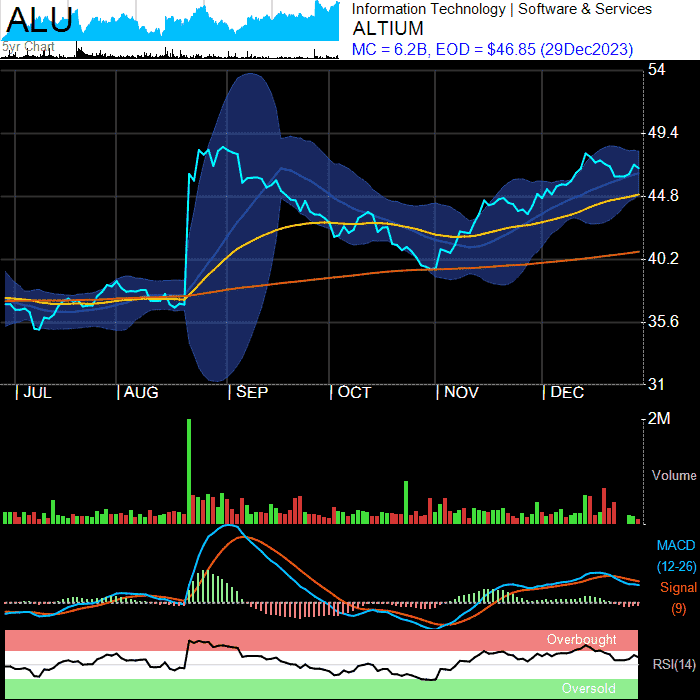 ALU
5yr Chart
Information Technology | Software & Services
ALTIUM
MC = 6.2B, EOD = $46.85 (29Dec2023)
54
49.4
44.8
40.2
35.6
31
JUL AUG SEP OCT NOV DEC
2M
Volume
MACD
(12-26)
Signal
(9)
Overbought
RSI(14)
Oversold